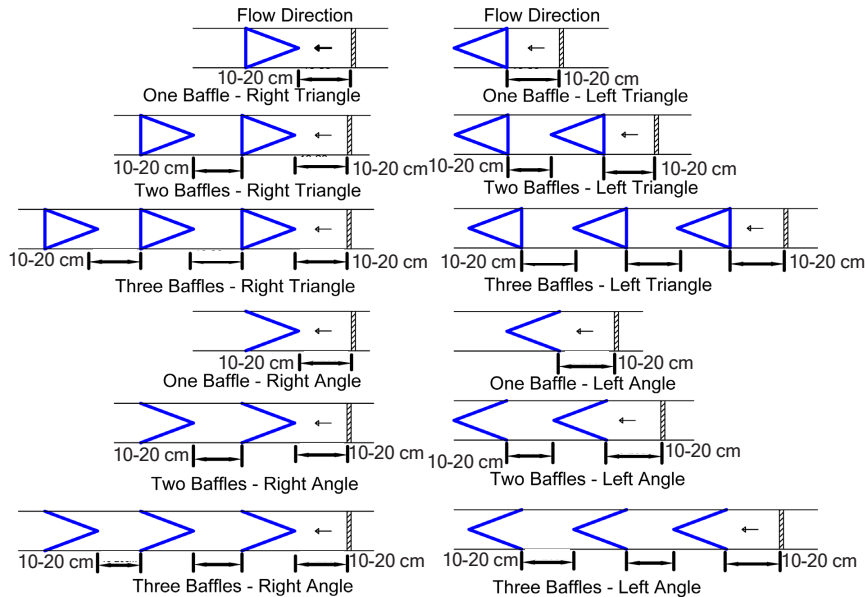 Flow Direction
Flow Direction
10-20 cm
10-20 cm
One Baffle - Right Triangle
One Baffle - Left Triangle
10-20 cm
10-20 cm
10-20 cm
10-20 cm
Two Baffles - Right Triangle
Two Baffles - Left Triangle
10-20 cm
10-20 cm
10-20 cm
10-20 cm
Three Baffles - Right Triangle
Three Baffles - Left Triangle
10-20 cm
10-20 cm
One Baffle - Right Angle
One Baffle - Left Angle
10-20 cm
10-20 cm
10-20 cm
10-20 cm
Two Baffles - Right Angle
Two Baffles - Left Angle
10-20 cm
10-20 cm
10-20 cm
10-20 cm
Three Baffles - Right Angle
Three Baffles - Left Angle